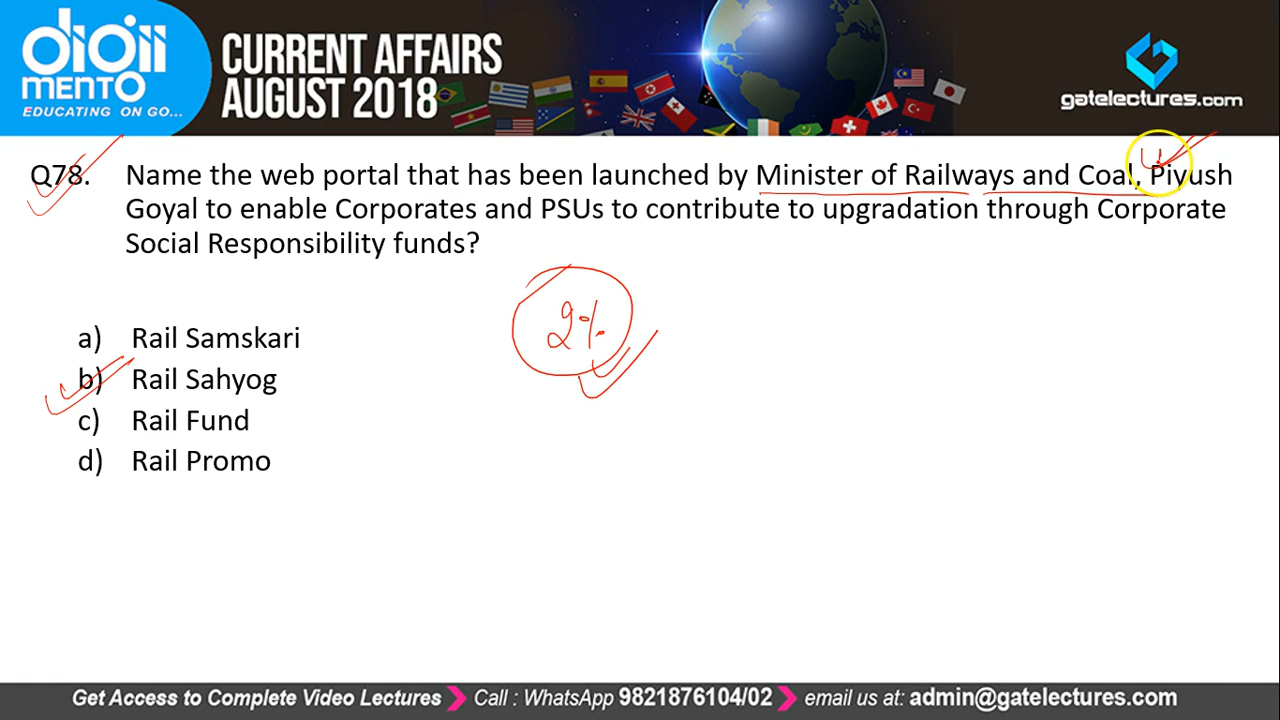 digii
MENTO
EDUCATING ON GO...
CURRENT AFFAIRS
AUGUST 2018
gatelectures.com
Q78. Name the web portal that has been launched by Minister of Railways and Coal, Piyush
Goyal to enable Corporates and PSUs to contribute to upgradation through Corporate
Social Responsibility funds?
2%
a) Rail Samskari
b) Rail Sahyog
c) Rail Fund
d) Rail Promo
Get Access to Complete Video Lectures Call : WhatsApp 9821876104/02 email us at: admin@gatelectures.com